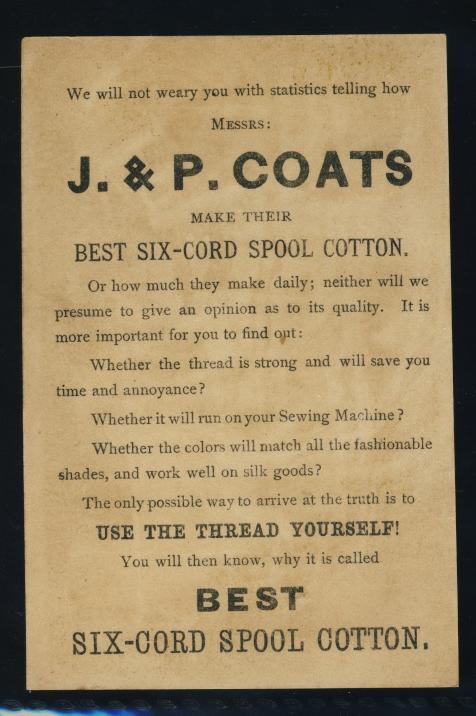 We will not weary you with statistics telling how
MESSRS:
J. & P. COATS
MAKE THEIR
BEST SIX-CORD SPOOL COTTON.
Or how much they make daily; neither will we
presume to give an opinion as to its quality. It is
more important for you to find out:
Whether the thread is strong and will save you
time and annoyance?
Whether it will run on your Sewing Machine?
Whether the colors will match all the fashionable
shades, and work well on silk goods?
The only possible way to arrive at the truth is to
USE THE THREAD YOURSELF!
You will then know, why it is called
BEST
SIX-CORD SPOOL COTTON.